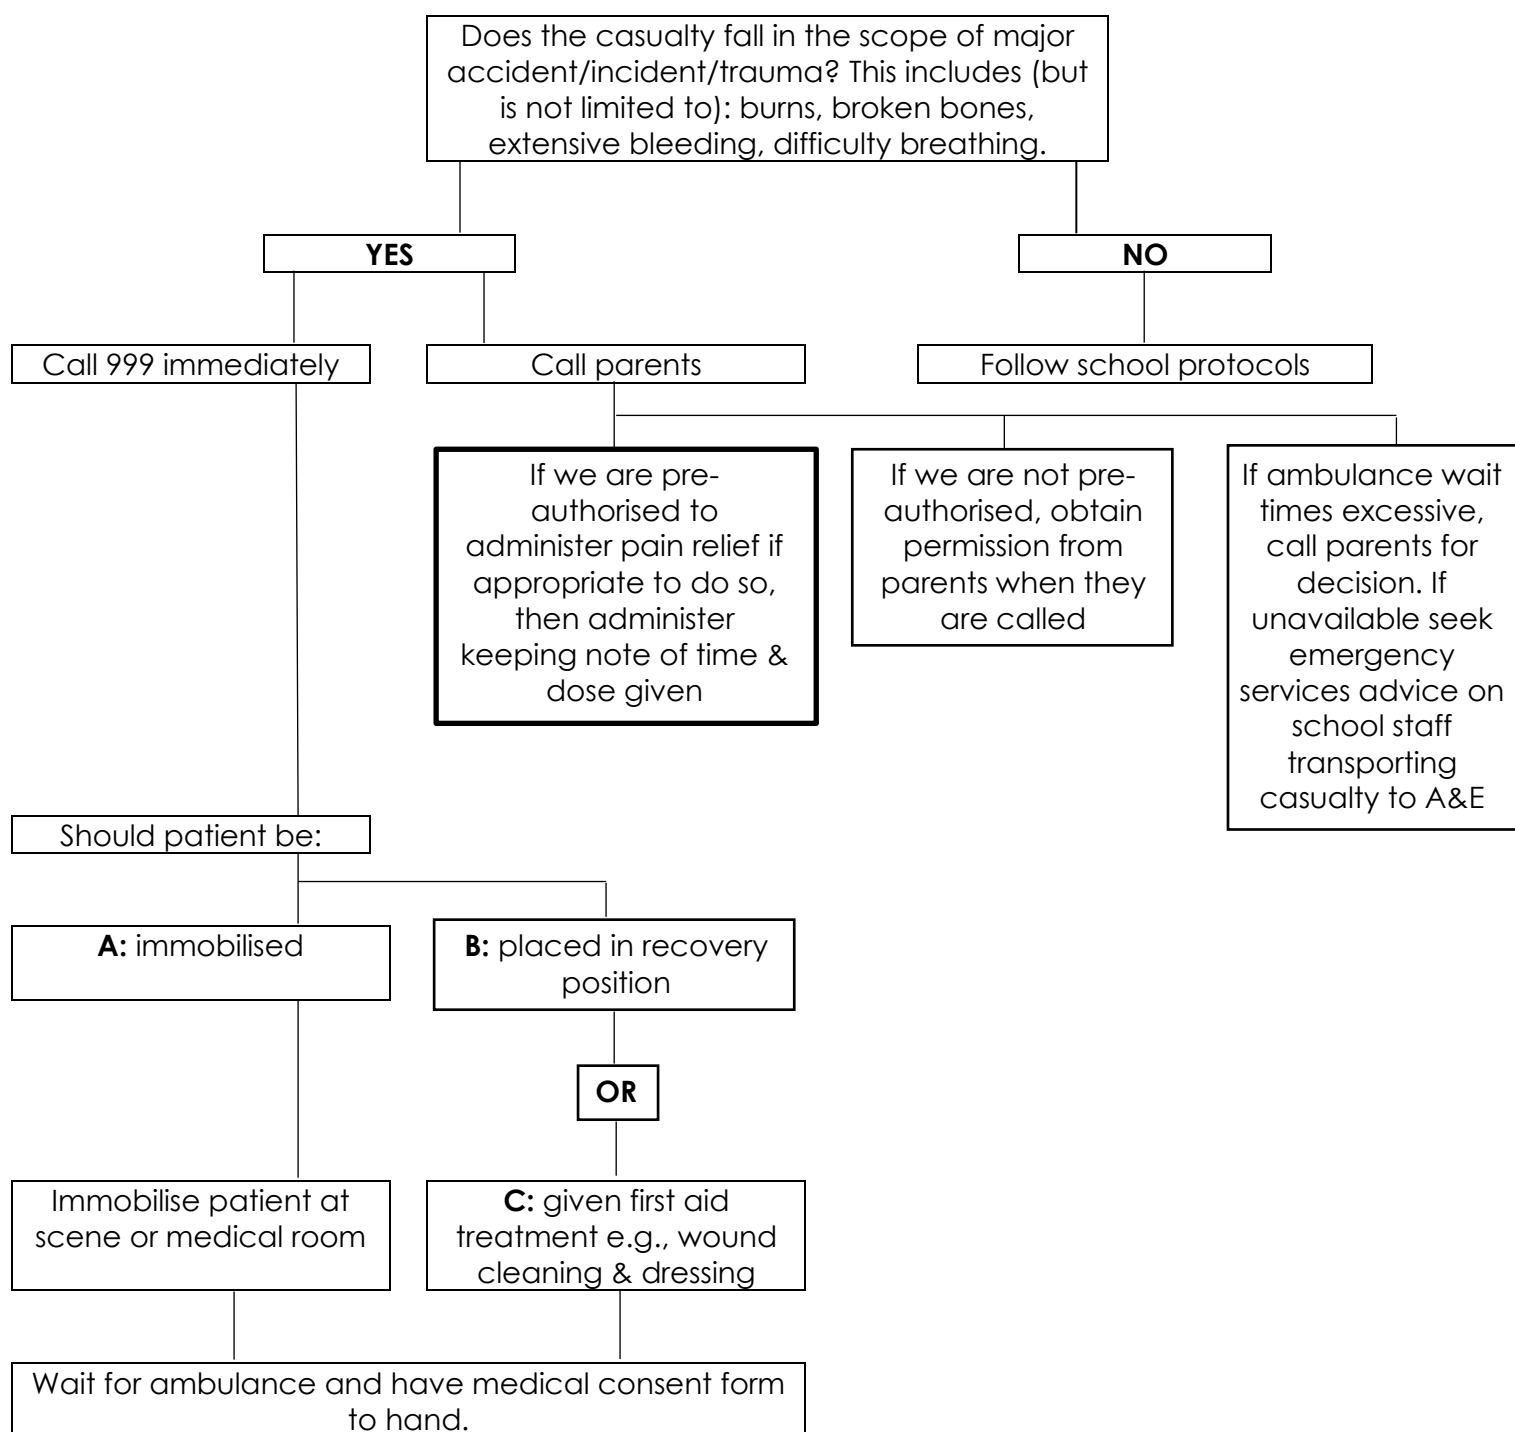 Does the casualty fall in the scope of major
accident/incident/trauma? This includes (but
is not limited to): burns, broken bones,
extensive bleeding, difficulty breathing.
YES
NO
Call 999 immediately
Call parents
Follow school protocols
If we are pre-
authorised to
administer pain relief if
appropriate to do so,
then administer
keeping note of time &
dose given
If we are not pre-
authorised, obtain
permission from
parents when they
are called
If ambulance wait
times excessive,
call parents for
decision. If
unavailable seek
emergency
services advice on
school staff
transporting
casualty to A&E
Should patient be:
A: immobilised
B: placed in recovery
position
OR
Immobilise patient at
scene or medical room
C: given first aid
treatment e.g., wound
cleaning & dressing
Wait for ambulance and have medical consent form
to hand.